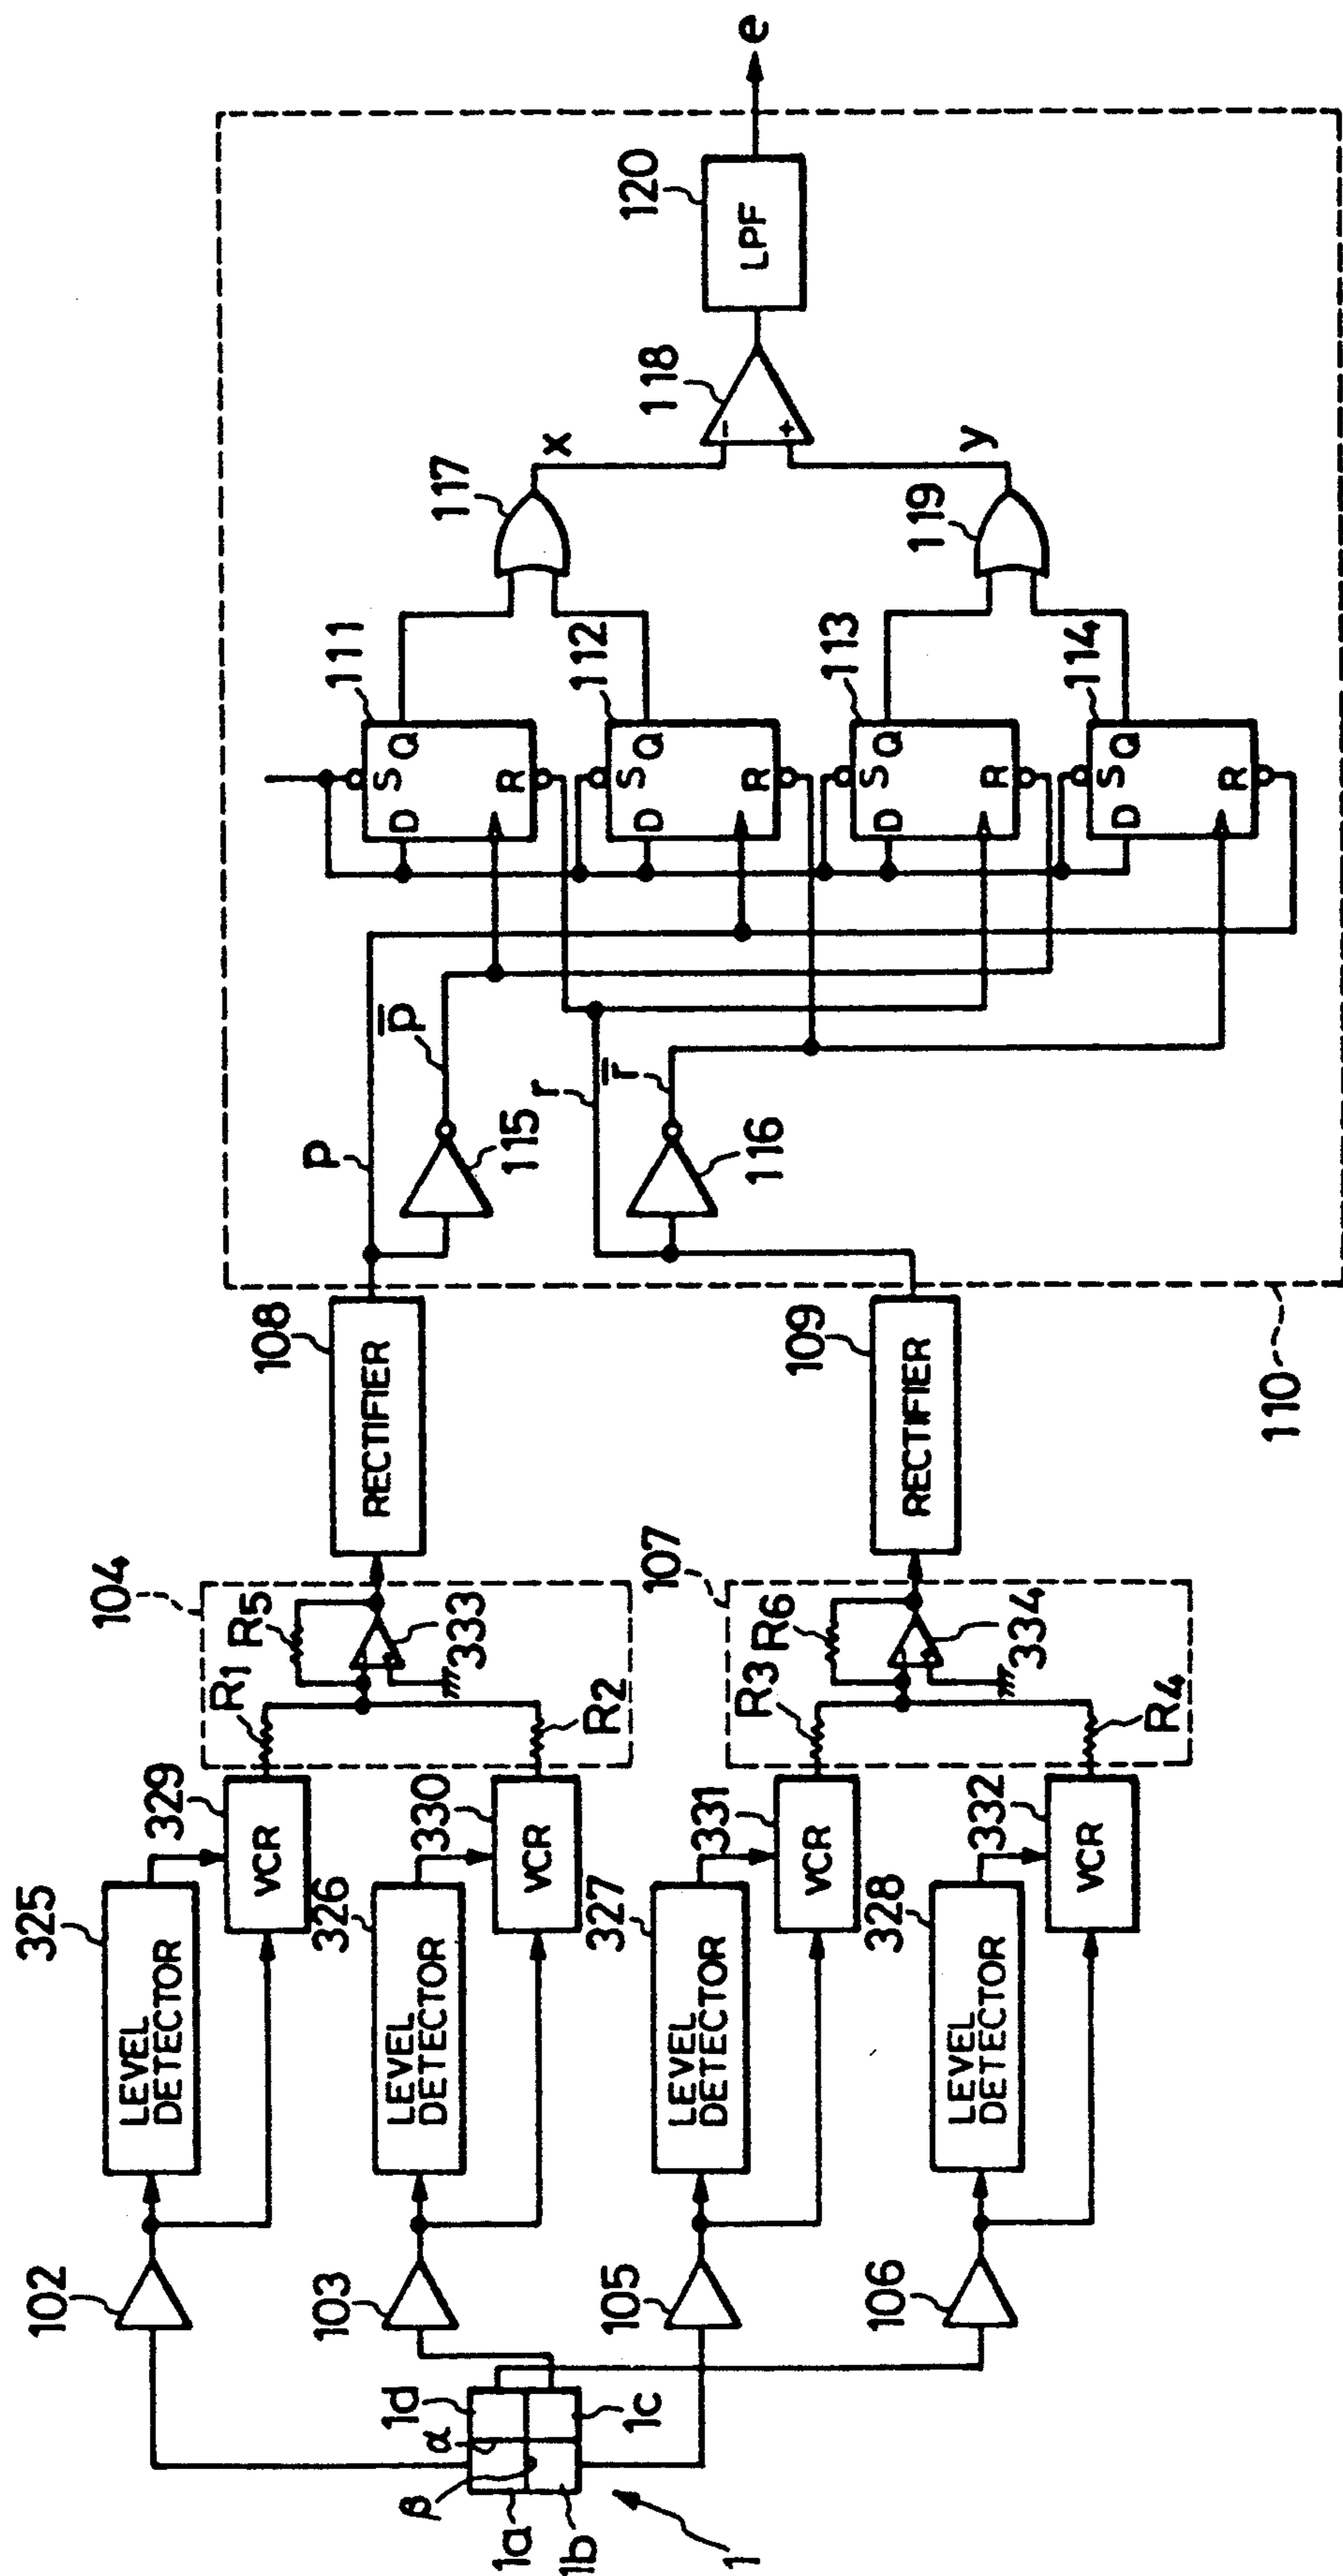 102
325
LEVEL
DETECTOR
329
VCR
R1
R5
104
333
R2
103
326
LEVEL
DETECTOR
330
VCR
1d
α
β
1a
1b
1c
1
105
327
LEVEL
DETECTOR
331
VCR
R3
R6
107
334
R4
106
328
LEVEL
DETECTOR
332
VCR
108
RECTIFIER
109
RECTIFIER
110
p
p̄
115
r
r̄
116
111
S
Q
D
R
112
S
Q
D
R
113
S
Q
D
R
114
S
Q
D
R
117
x
119
y
118
−
+
120
LPF
e